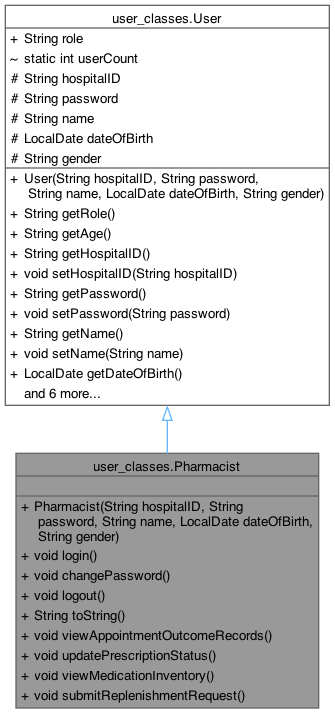 user_classes.User
+ String role
~ static int userCount
# String hospitalID
# String password
# String name
# LocalDate dateOfBirth
# String gender
+ User(String hospitalID, String password,
String name, LocalDate dateOfBirth, String gender)
+ String getRole()
+ String getAge()
+ String getHospitalID()
+ void setHospitalID(String hospitalID)
+ String getPassword()
+ void setPassword(String password)
+ String getName()
+ void setName(String name)
+ LocalDate getDateOfBirth()
and 6 more...
user_classes.Pharmacist
+ Pharmacist(String hospitalID, String
password, String name, LocalDate dateOfBirth,
String gender)
+ void login()
+ void changePassword()
+ void logout()
+ String toString()
+ void viewAppointmentOutcomeRecords()
+ void updatePrescriptionStatus()
+ void viewMedicationInventory()
+ void submitReplenishmentRequest()